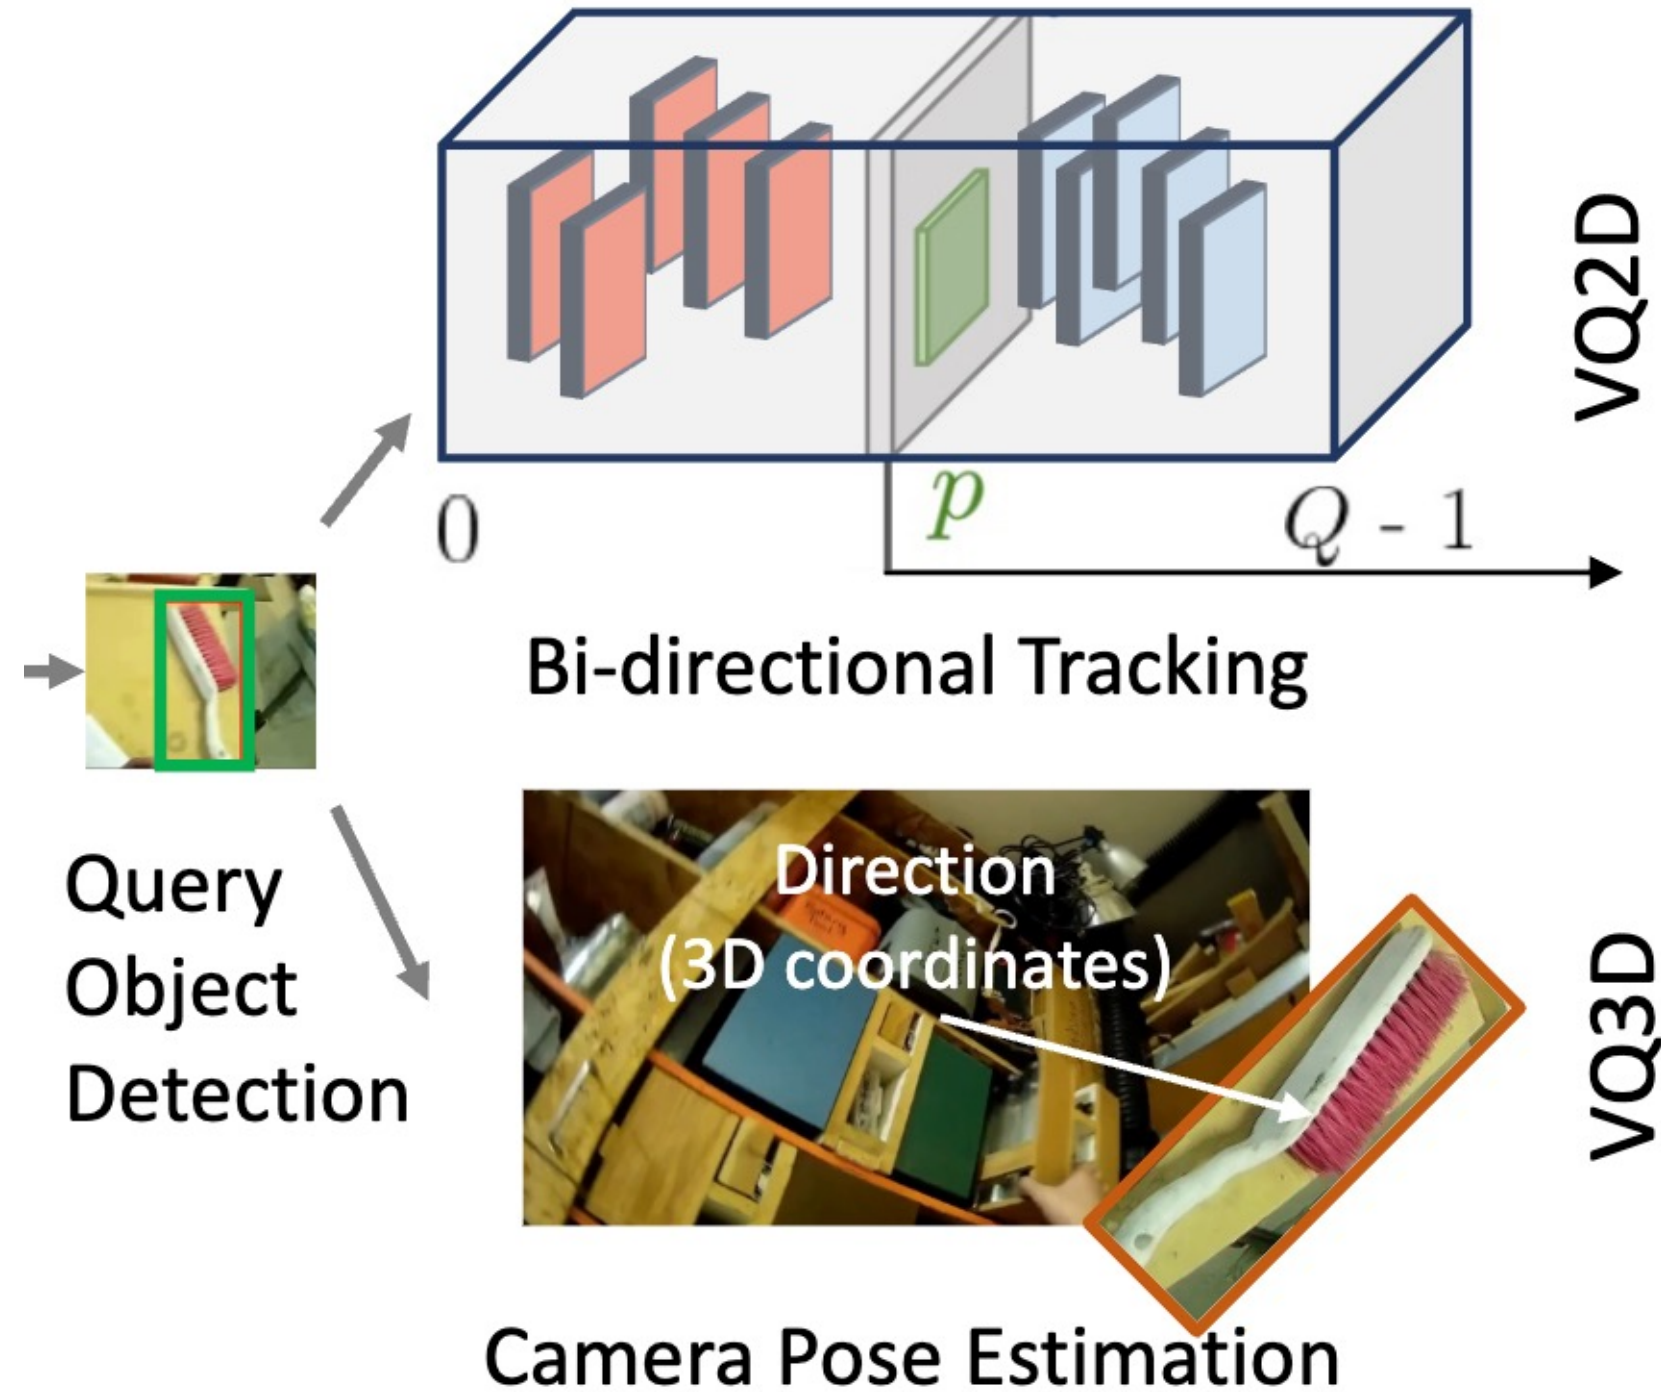 VQ2D
0
p
Q - 1
Bi-directional Tracking
Query
Object
Detection
Direction
(3D coordinates)
VQ3D
Camera Pose Estimation